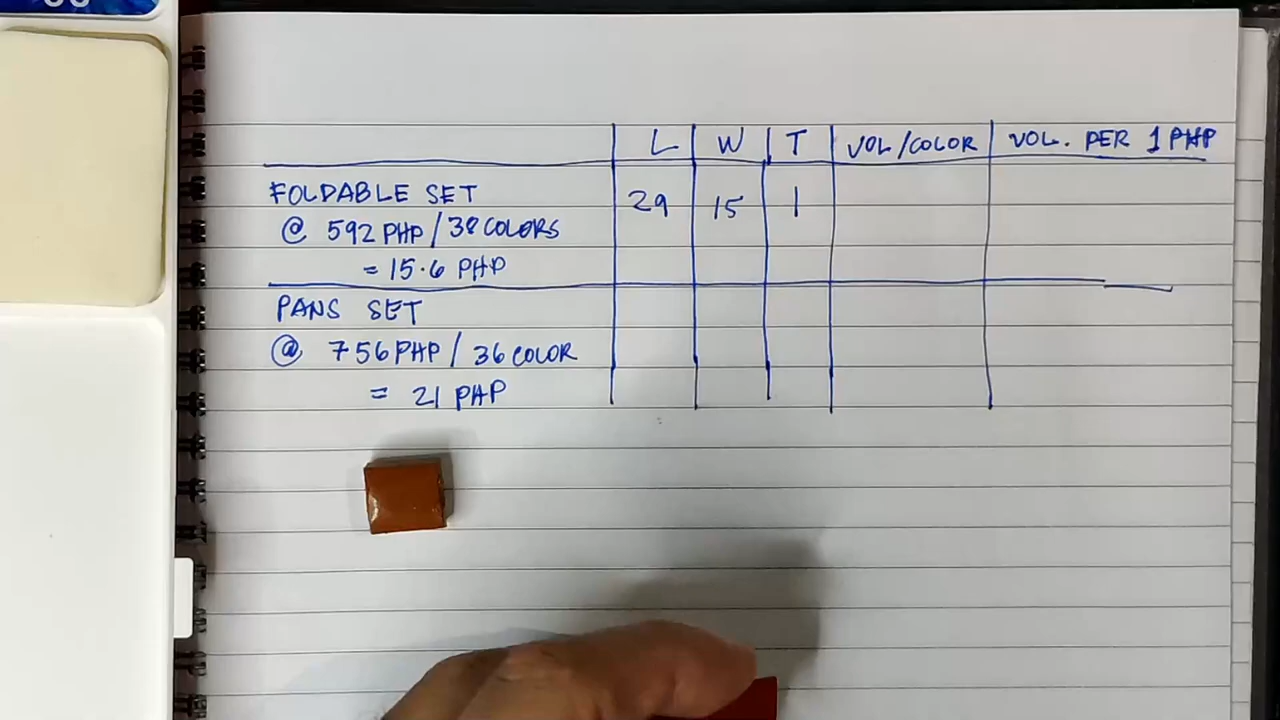 L W T VOL/COLOR VOL. PER 1 PHP
FOLDABLE SET 29 15 1
@ 592 PHP / 38 COLORS
= 15.6 PHP
PANS SET
@ 756 PHP / 36 COLOR
= 21 PHP